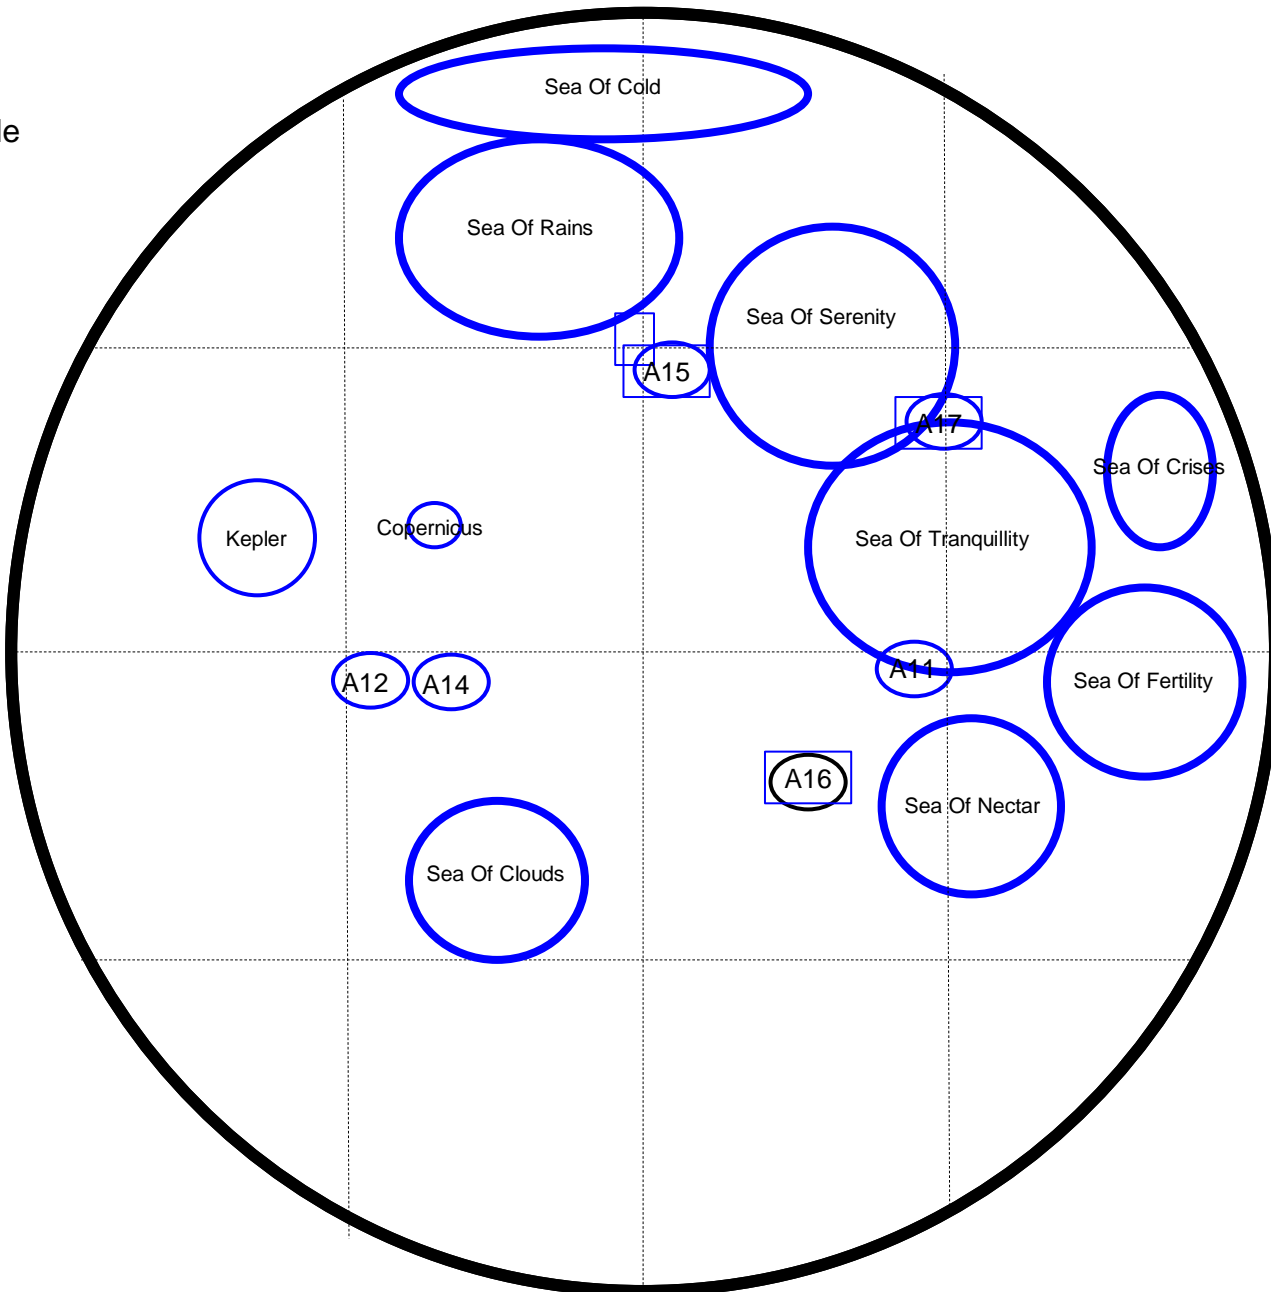 Sea Of Cold
le
Sea Of Rains
Sea Of Serenity
A15
A17
Sea Of Crises
Copernicus
Kepler
Sea Of Tranquillity
A11
A12
A14
Sea Of Fertility
A16
Sea Of Nectar
Sea Of Clouds